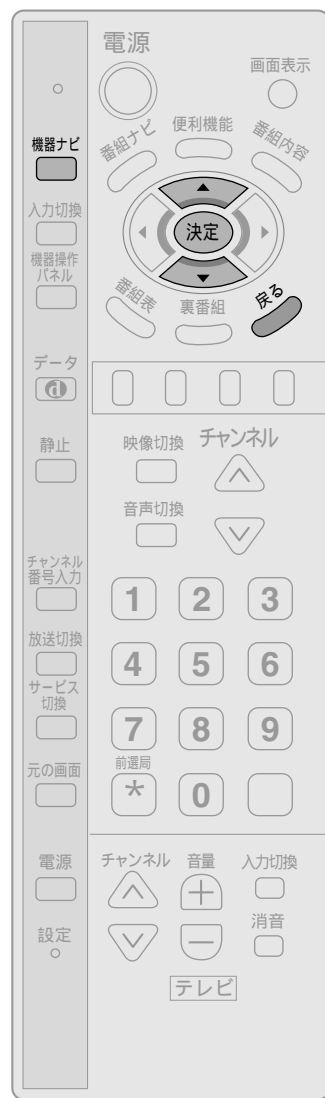 電源
画面表示
機器ナビ
番組ナビ
便利機能
番組内容
入力切換
決定
機器操作
パネル
番組表
裏番組
戻る
データ
d
静止
映像切換
チャンネル
音声切換
チャンネル
番号入力
1
2
3
放送切換
4
5
6
サービス
切換
7
8
9
元の画面
前選局
*
0
電源
チャンネル
音量
入力切換
+
設定
−
消音
テレビ